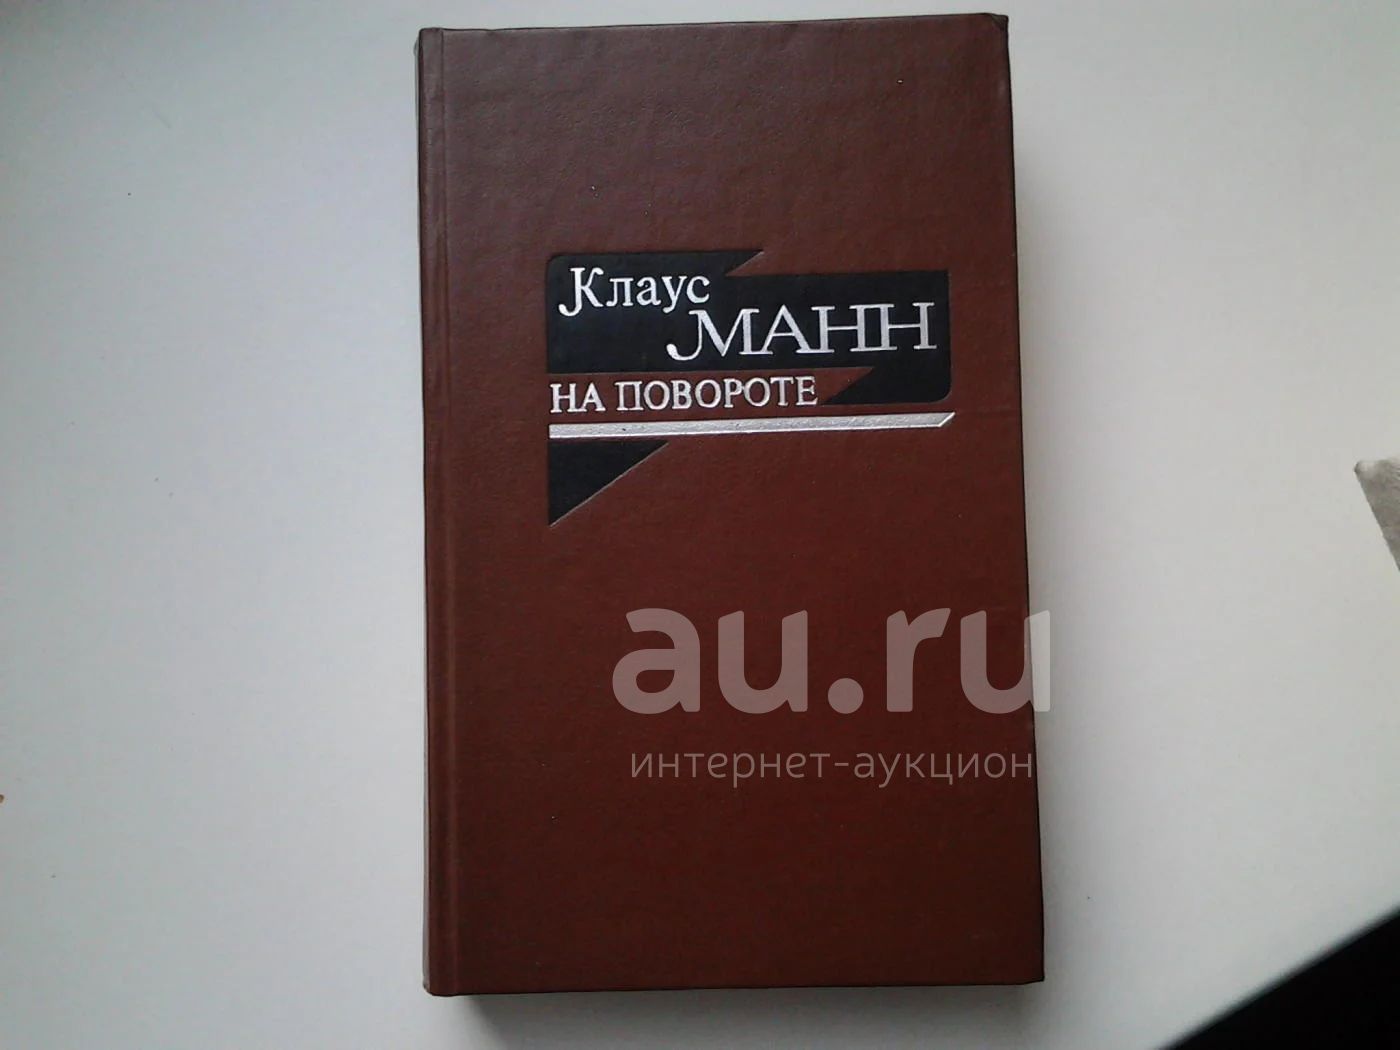 Клаус
МАНН
НА ПОВОРОТЕ
au.ru
интернет-аукцион